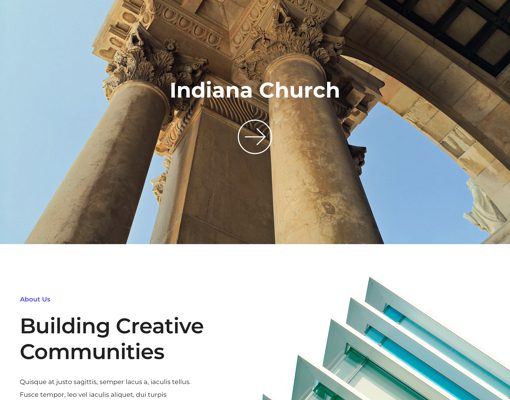 Indiana Church
About Us
Building Creative
Communities
Quisque at justo sagittis, semper lacus a, iaculis tellus.
Fusce tempor, leo vel iaculis aliquet, dui turpis